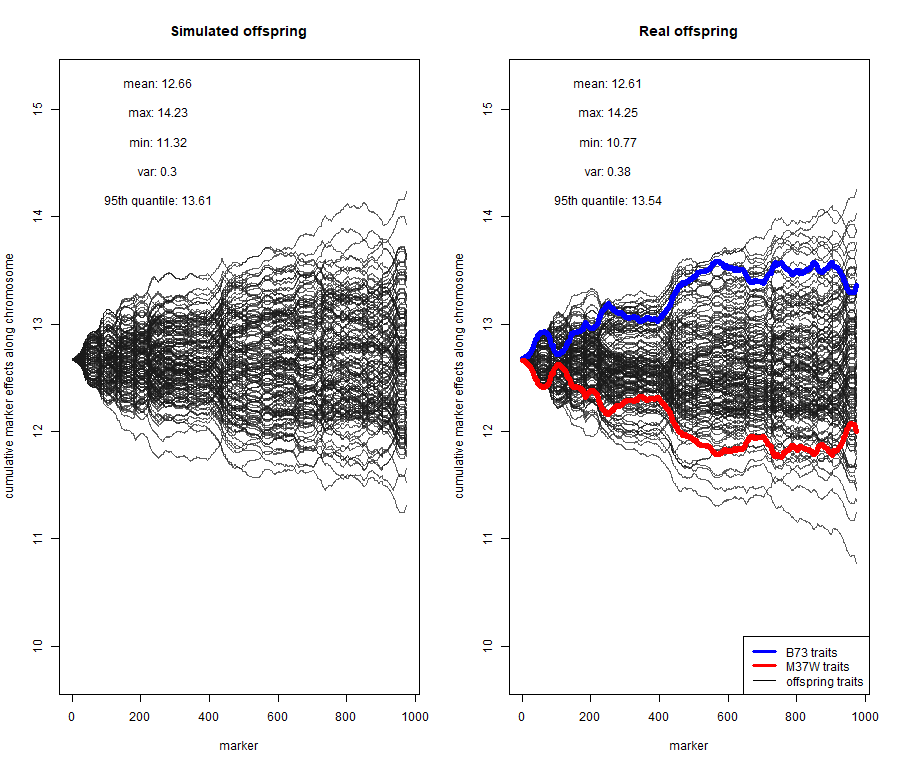 Simulated offspring
mean: 12.66
max: 14.23
min: 11.32
var: 0.3
95th quantile: 13.61
cumulative marker effects along chromosome
10
11
12
13
14
15
0 200 400 600 800 1000
marker
Real offspring
mean: 12.61
max: 14.25
min: 10.77
var: 0.38
95th quantile: 13.54
cumulative marker effects along chromosome
10
11
12
13
14
15
B73 traits
M37W traits
offspring traits
0 200 400 600 800 1000
marker